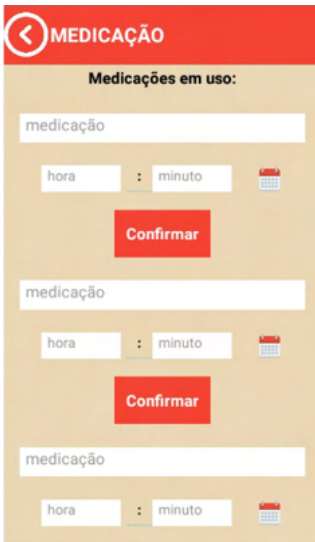 MEDICAÇÃO
Medicações em uso:
medicação
hora : minuto
Confirmar
medicação
hora : minuto
Confirmar
medicação
hora : minuto